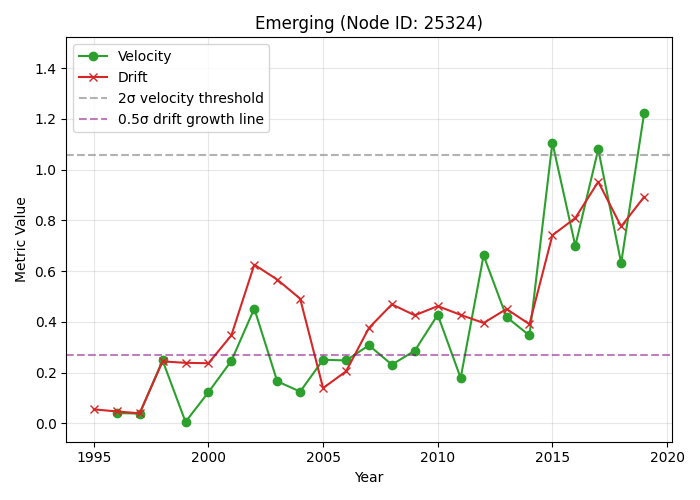 Emerging (Node ID: 25324)
Velocity
Drift
2σ velocity threshold
0.5σ drift growth line
Metric Value
1.4
1.2
1.0
0.8
0.6
0.4
0.2
0.0
1995 2000 2005 2010 2015 2020
Year